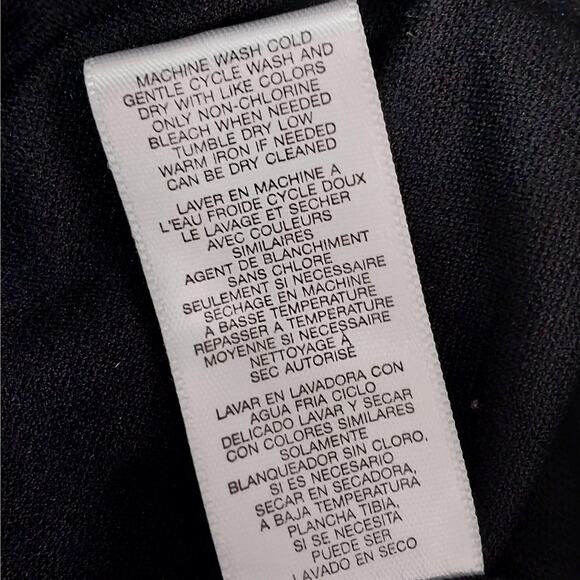 MACHINE WASH COLD
GENTLE CYCLE WASH AND
DRY WITH LIKE COLORS
ONLY NON-CHLORINE
BLEACH WHEN NEEDED
TUMBLE DRY LOW
WARM IRON IF NEEDED
CAN BE DRY CLEANED
LAVER EN MACHINE A
L'EAU FROIDE CYCLE DOUX
LE LAVAGE ET SECHER
AVEC COULEURS
SIMILAIRES
AGENT DE BLANCHIMENT
SANS CHLORE
SEULEMENT SI NECESSAIRE
SECHAGE EN MACHINE
A BASSE TEMPERATURE
REPASSER A TEMPERATURE
MOYENNE SI NECESSAIRE
NETTOYAGE À
SEC AUTORISÉ
LAVAR EN LAVADORA CON
AGUA FRIA CICLO
DELICADO LAVAR Y SECAR
CON COLORES SIMILARES
SOLAMENTE
BLANQUEADOR SIN CLORO,
SI ES NECESARIO
SECAR EN SECADORA,
A BAJA TEMPERATURA
PLANCHA TIBIA,
SI SE NECESITA
PUEDE SER
LAVADO EN SECO